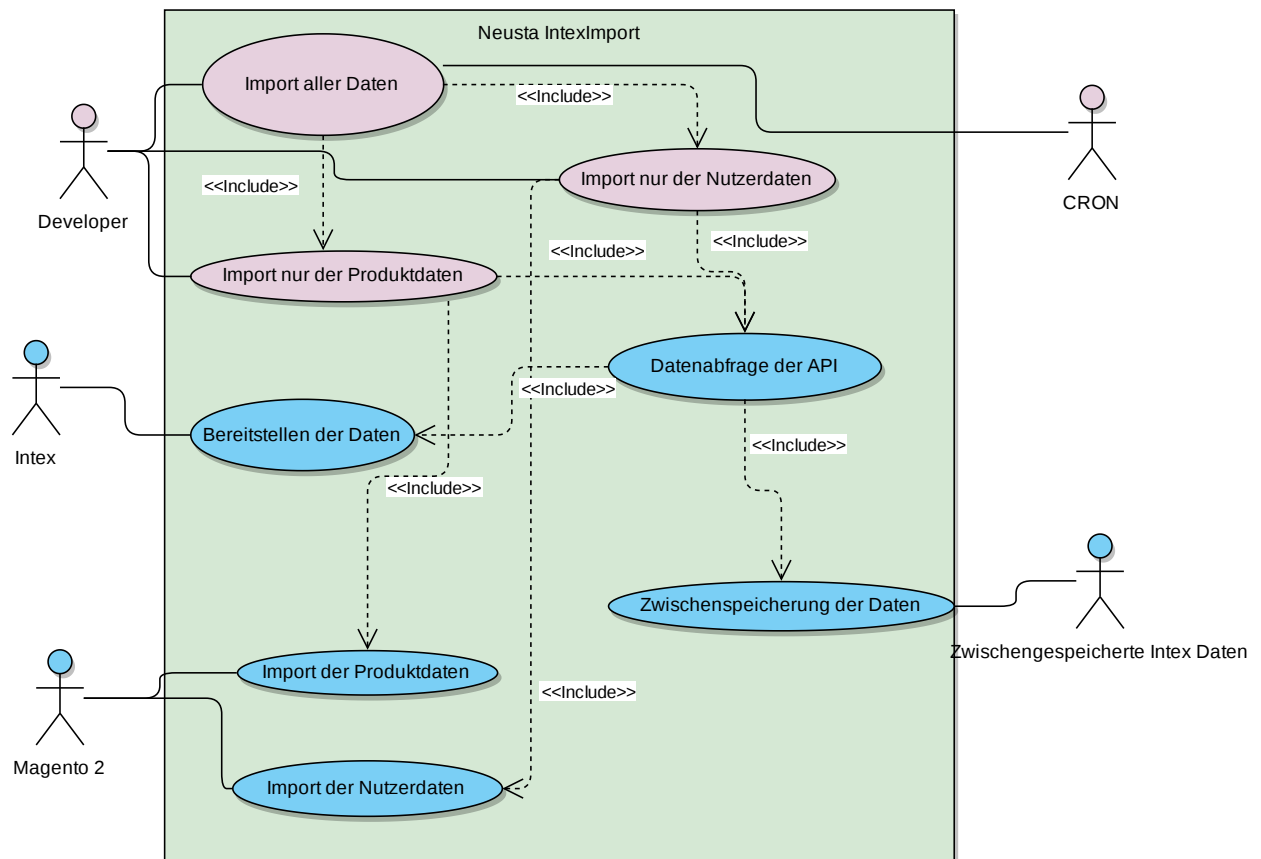 Neusta IntexImport
Import aller Daten
<<Include>>
CRON
Developer
<<Include>>
Import nur der Nutzerdaten
<<Include>>
<<Include>>
Import nur der Produktdaten
Datenabfrage der API
<<Include>>
Intex
Bereitstellen der Daten
<<Include>>
<<Include>>
Zwischenspeicherung der Daten
Zwischengespeicherte Intex Daten
Import der Produktdaten
<<Include>>
Magento 2
Import der Nutzerdaten